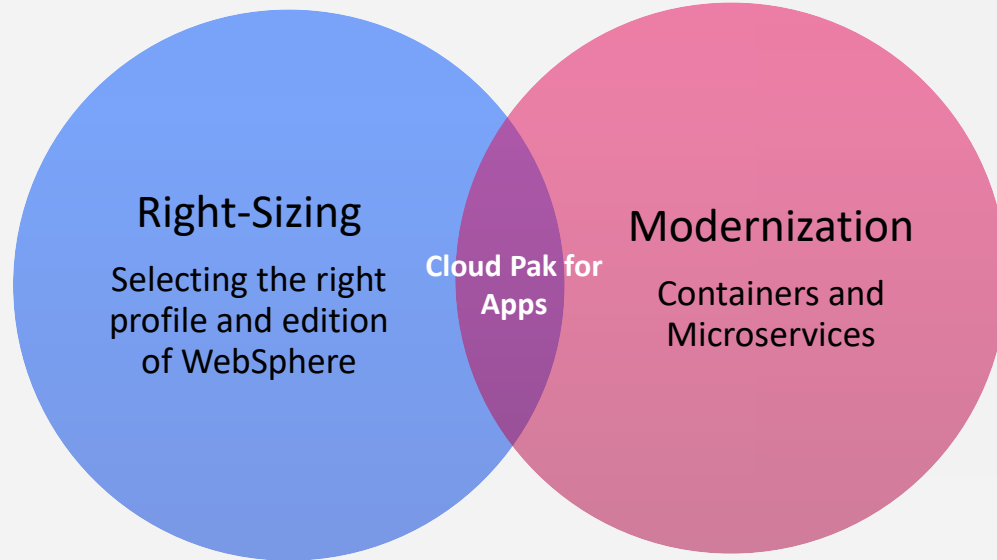 Right-Sizing
Selecting the right
profile and edition
of WebSphere
Cloud Pak for
Apps
Modernization
Containers and
Microservices